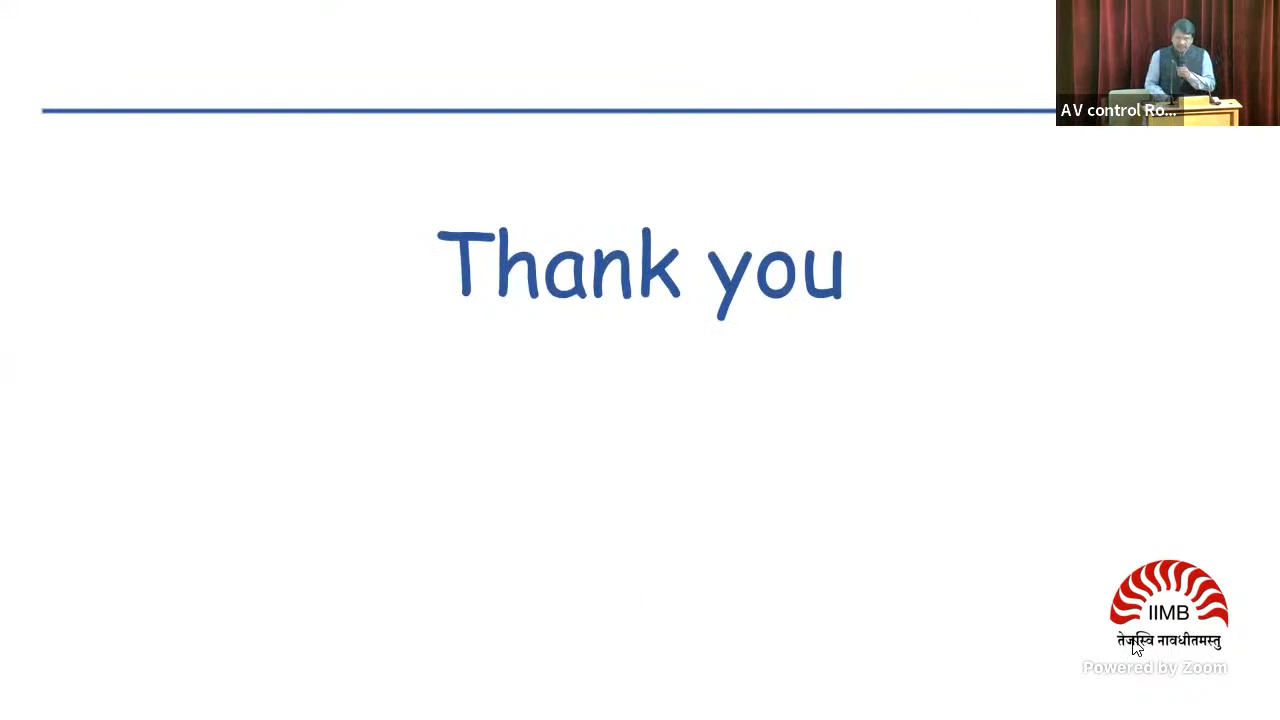 AV control Ro...
Thank you
IIMB
तेजस्वि नावधीतमस्तु
Powered by Zoom